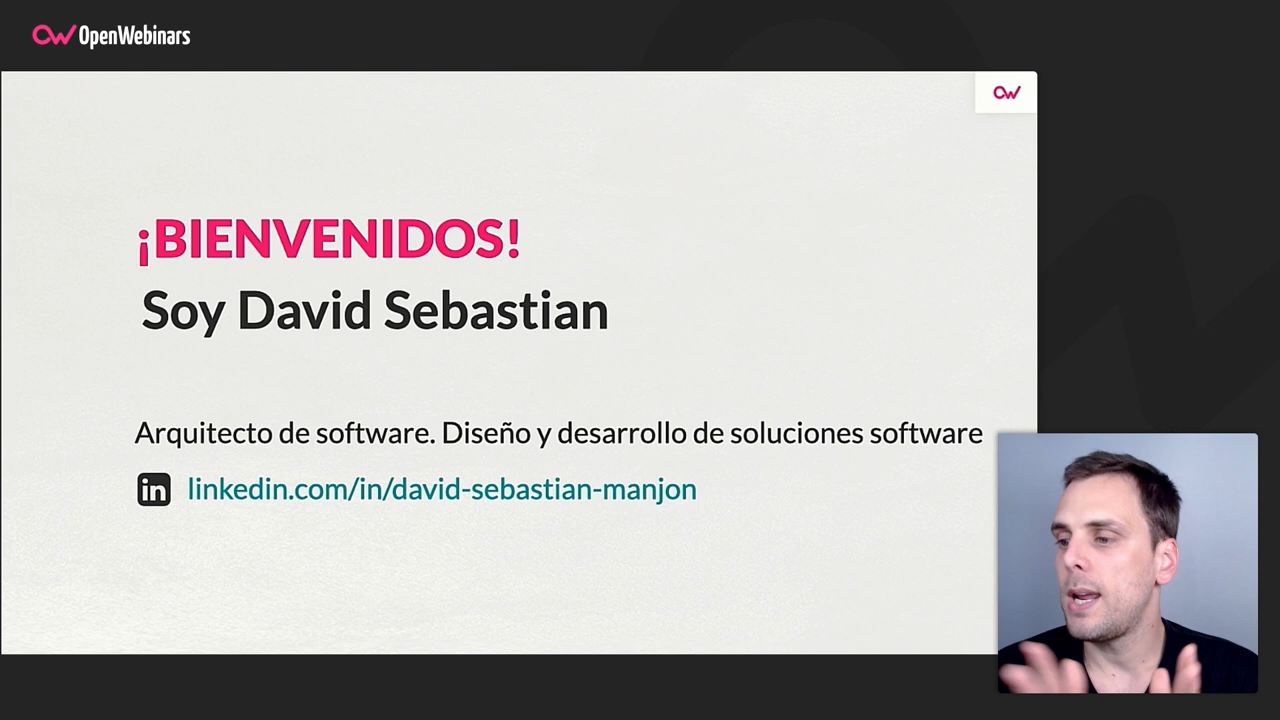 OpenWebinars
¡BIENVENIDOS!
Soy David Sebastian
Arquitecto de software. Diseño y desarrollo de soluciones software
in linkedin.com/in/david-sebastian-manjon